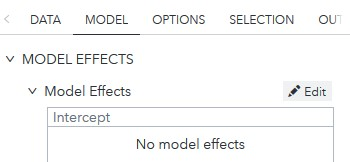 DATA MODEL OPTIONS SELECTION
MODEL EFFECTS
Model Effects Edit
Intercept
No model effects